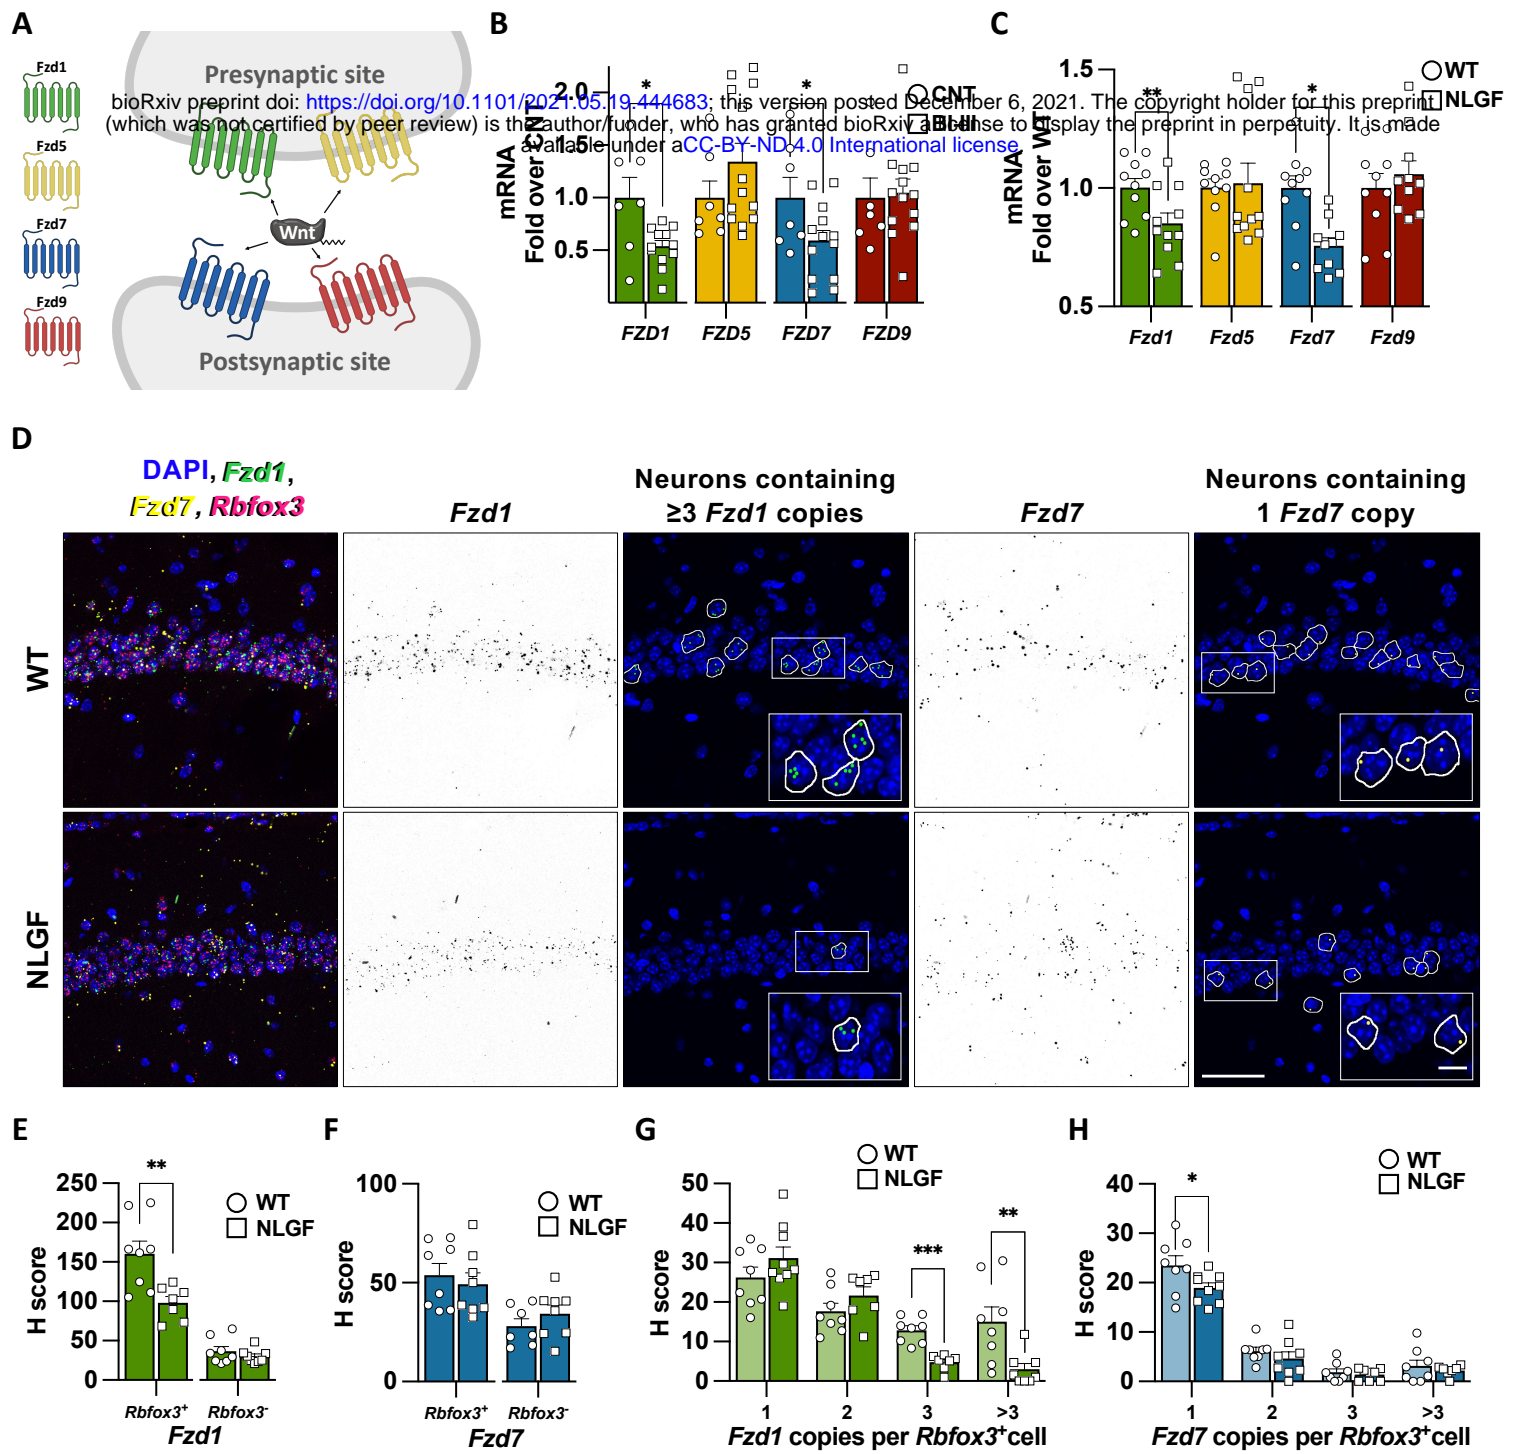 A
Fzd1
Fzd5
Fzd7
Fzd9
Presynaptic site
Wnt
Postsynaptic site
bioRxiv preprint doi: https://doi.org/10.1101/2021.05.19.444683; this version posted December 6, 2021. The copyright holder for this preprint
(which was not certified by peer review) is the author/funder, who has granted bioRxiv a license to display the preprint in perpetuity. It is made
available under aCC-BY-ND 4.0 International license.
B
mRNA
Fold over CNT
2.0
1.5
1.0
0.5
*
*
CNT
FZD1 FZD5 FZD7 FZD9
C
mRNA
Fold over WT
1.5
1.0
0.5
**
*
WT
NLGF
Fzd1 Fzd5 Fzd7 Fzd9
D
DAPI, Fzd1,
Fzd7, Rbfox3
Fzd1
Neurons containing
≥3 Fzd1 copies
Fzd7
Neurons containing
1 Fzd7 copy
WT
NLGF
E
H score
250
200
150
100
50
0
**
WT
NLGF
Rbfox3+ Rbfox3-
Fzd1
F
H score
100
50
0
WT
NLGF
Rbfox3+ Rbfox3-
Fzd7
G
H score
50
40
30
20
10
0
***
**
WT
NLGF
1 2 3 >3
Fzd1 copies per Rbfox3+cell
H
H score
40
30
20
10
0
*
WT
NLGF
1 2 3 >3
Fzd7 copies per Rbfox3+cell